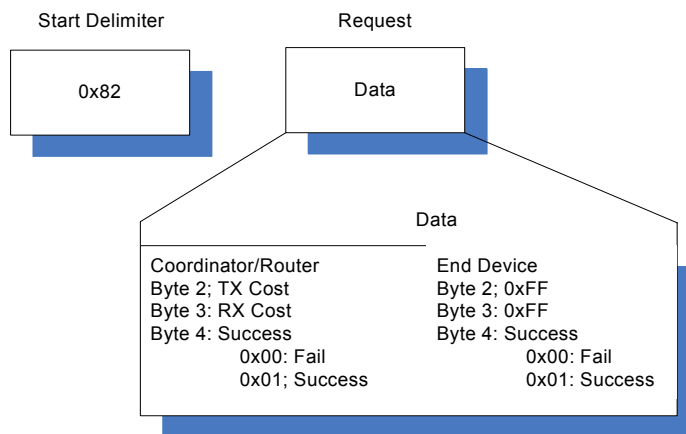 Start Delimiter
Request
0x82
Data
Data
Coordinator/Router
Byte 2; TX Cost
Byte 3: RX Cost
Byte 4: Success
0x00: Fail
0x01; Success
End Device
Byte 2; 0xFF
Byte 3: 0xFF
Byte 4: Success
0x00: Fail
0x01: Success